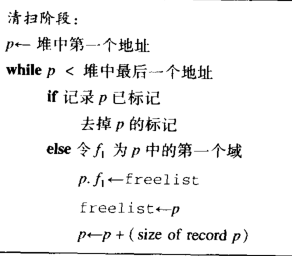 清扫阶段：
p← 堆中第一个地址
while p < 堆中最后一个地址
if 记录 p 已标记
去掉 p 的标记
else 令 f₁ 为 p 中的第一个域
p.f₁←freelist
freelist←p
p←p + (size of record p)